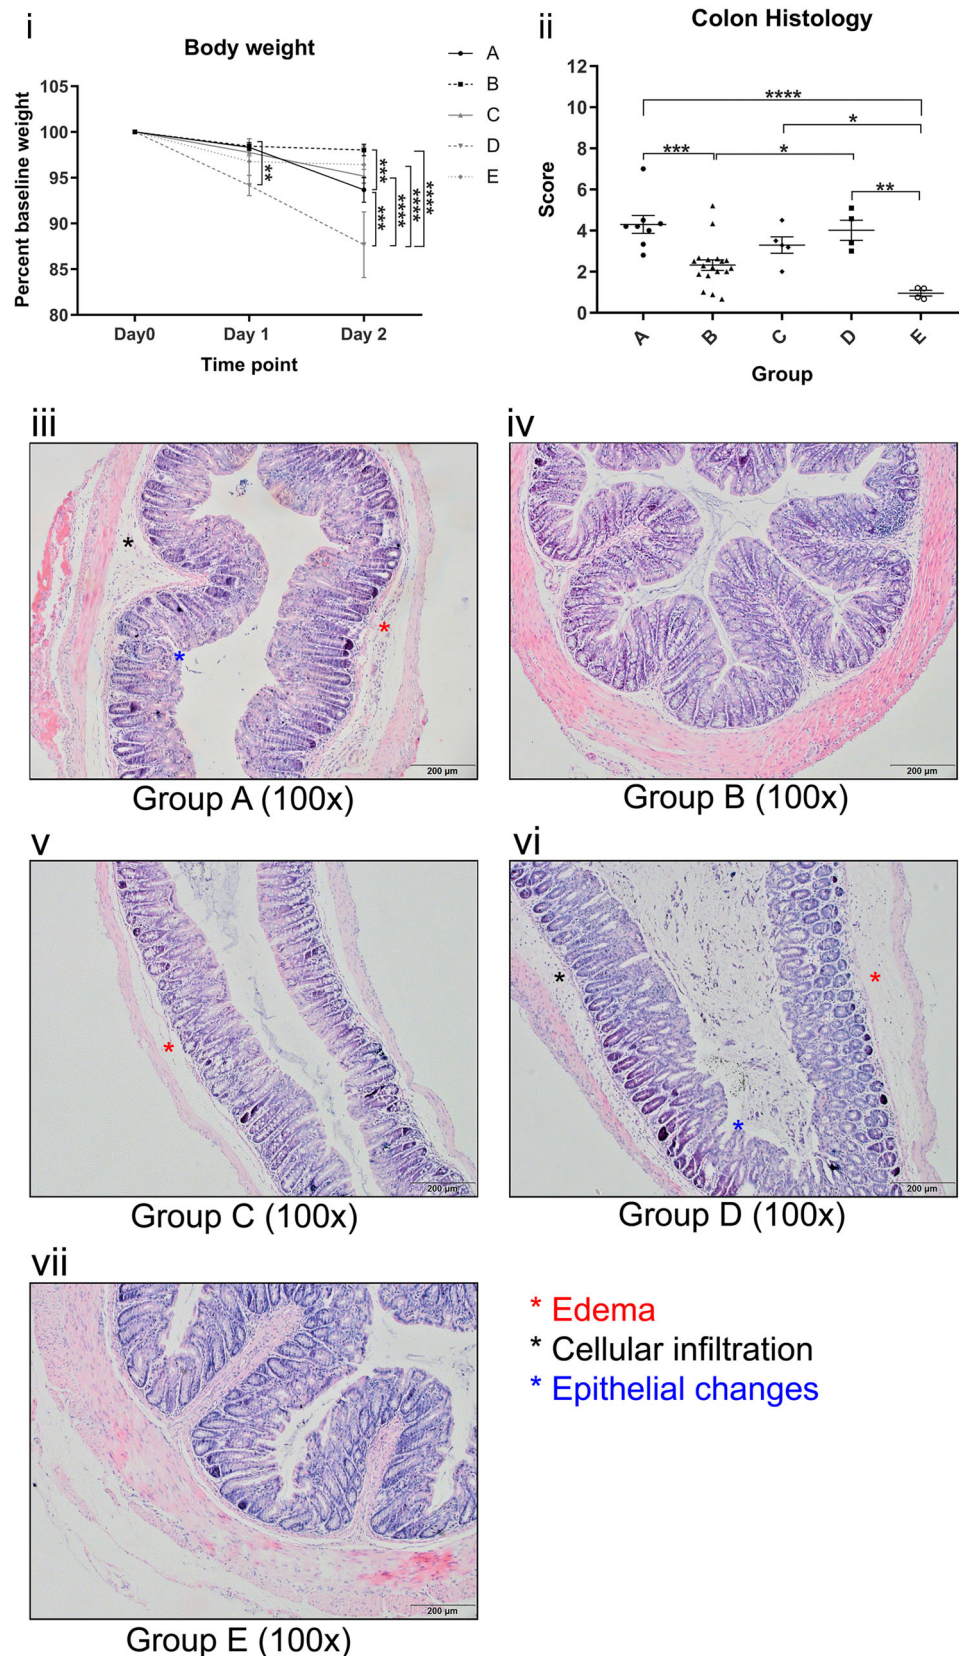 i
Body weight
Percent baseline weight
105
100
95
90
85
80
Day0
Day 1
Day 2
Time point
**
***
***
****
****
****
A
B
C
D
E
ii
Colon Histology
Score
12
10
8
6
4
2
0
****
*
***
*
**
A
B
C
D
E
Group
iii
*
*
*
200 µm
Group A (100x)
iv
200 µm
Group B (100x)
v
*
200 µm
Group C (100x)
vi
*
*
*
200 µm
Group D (100x)
vii
200 µm
Group E (100x)
* Edema
* Cellular infiltration
* Epithelial changes